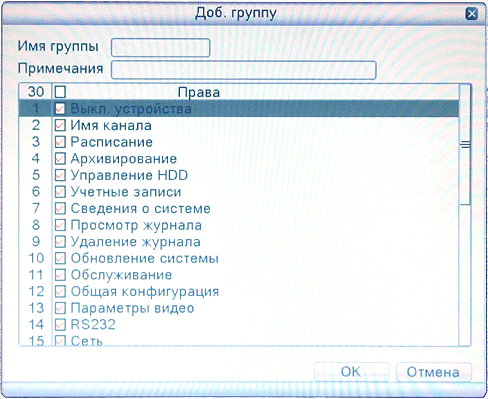 Доб. группу
Имя группы
Примечания
30 Права
1 Выкл. устройства
2 Имя канала
3 Расписание
4 Архивирование
5 Управление HDD
6 Учетные записи
7 Сведения о системе
8 Просмотр журнала
9 Удаление журнала
10 Обновление системы
11 Обслуживание
12 Общая конфигурация
13 Параметры видео
14 RS232
15 Сеть
OK Отмена